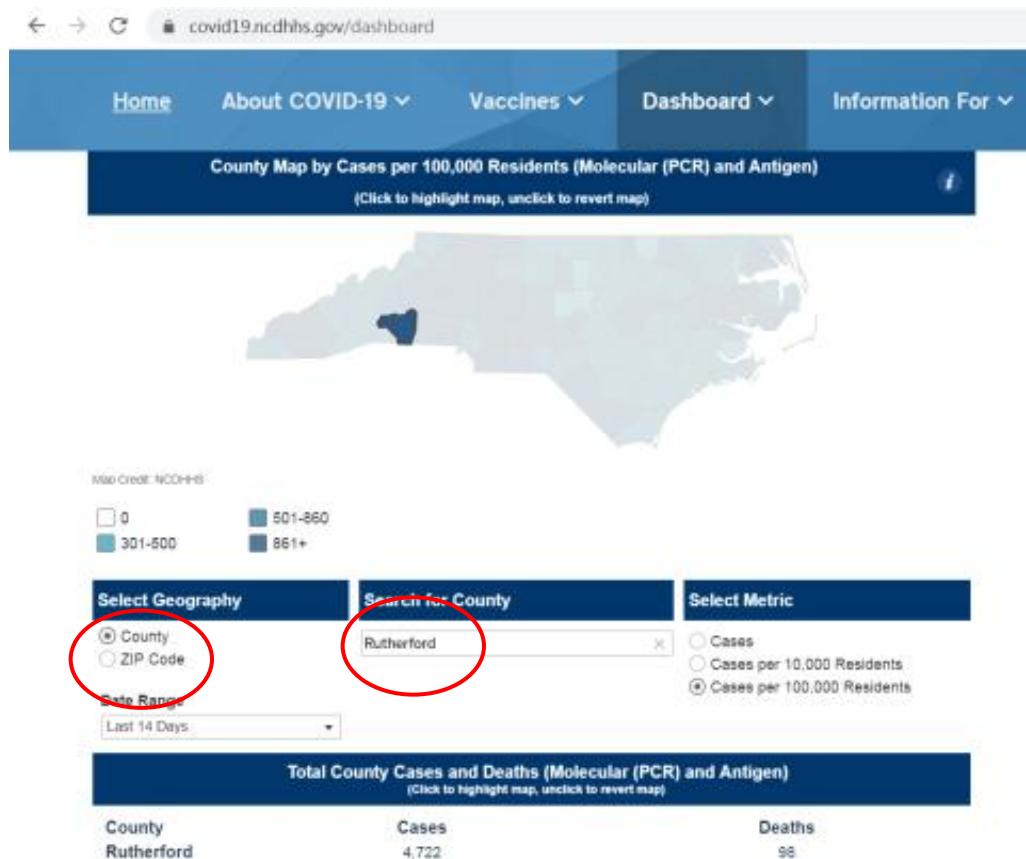 covid19.ncdhhs.gov/dashboard
Home About COVID-19 Vaccines Dashboard Information For
County Map by Cases per 100,000 Residents (Molecular (PCR) and Antigen)
(Click to highlight map, unclick to revert map)
i
Map Credit: NCDHHS
0 501-860
301-500 861+
Select Geography Search for County Select Metric
County Rutherford Cases
ZIP Code Cases per 10,000 Residents
Cases per 100,000 Residents
Date Range
Last 14 Days
Total County Cases and Deaths (Molecular (PCR) and Antigen)
(Click to highlight map, unclick to revert map)
County Cases Deaths
Rutherford 4,722 98